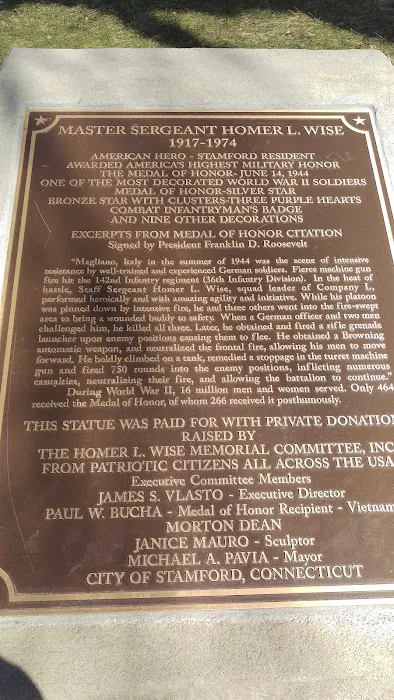 MASTER SERGEANT HOMER L. WISE
1917-1974
AMERICAN HERO - STAMFORD RESIDENT
AWARDED AMERICA'S HIGHEST MILITARY HONOR
THE MEDAL OF HONOR- JUNE 14, 1944
ONE OF THE MOST DECORATED WORLD WAR II SOLDIERS
MEDAL OF HONOR-SILVER STAR
BRONZE STAR WITH CLUSTERS-THREE PURPLE HEARTS
COMBAT INFANTRYMAN'S BADGE
AND NINE OTHER DECORATIONS
EXCERPTS FROM MEDAL OF HONOR CITATION
Signed by President Franklin D. Roosevelt
"Magliano, Italy in the summer of 1944 was the scene of intensive
resistance by well-trained and experienced German soldiers. Fierce machine gun
fire hit the 142nd Infantry regiment (36th Infantry Division). In the heat of
battle, Staff Sergeant Homer L. Wise, squad leader of Company L,
performed heroically and with amazing agility and initiative. While his platoon
was pinned down by intensive fire, he and three others went into the fire-swept
area to bring a wounded buddy to safety. When a German officer and two men
challenged him, he killed all three. Later, he obtained and fired a rifle grenade
launcher upon enemy positions causing them to flee. He obtained a Browning
automatic weapon, and neutralized the frontal fire, allowing his men to move
forward. He boldly climbed on a tank, remedied a stoppage in the turret machine
gun and fired 750 rounds into the enemy positions, inflicting numerous
casualties, neutralizing their fire, and allowing the battalion to continue."
During World War II, 16 million men and women served. Only 464
received the Medal of Honor, of whom 266 received it posthumously.
THIS STATUE WAS PAID FOR WITH PRIVATE DONATION
RAISED BY
THE HOMER L. WISE MEMORIAL COMMITTEE, INC
FROM PATRIOTIC CITIZENS ALL ACROSS THE USA
Executive Committee Members
JAMES S. VLASTO - Executive Director
PAUL W. BUCHA - Medal of Honor Recipient - Vietnam
MORTON DEAN
JANICE MAURO - Sculptor
MICHAEL A. PAVIA - Mayor
CITY OF STAMFORD, CONNECTICUT